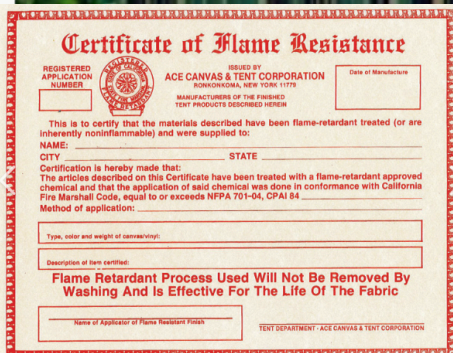 Certificate of Flame Resistance
REGISTERED
APPLICATION
NUMBER
ISSUED BY
ACE CANVAS & TENT CORPORATION
RONKONKOMA, NEW YORK 11779
MANUFACTURERS OF THE FINISHED
TENT PRODUCTS DESCRIBED HEREIN
Date of Manufacture
This is to certify that the materials described have been flame-retardant treated (or are
inherently noninflammable) and were supplied to:
NAME:
CITY STATE
Certification is hereby made that:
The articles described on this Certificate have been treated with a flame-retardant approved
chemical and that the application of said chemical was done in conformance with California
Fire Marshall Code, equal to or exceeds NFPA 701-04, CPAI 84
Method of application:
Type, color and weight of canvas/vinyl:
Description of item certified:
Flame Retardant Process Used Will Not Be Removed By
Washing And Is Effective For The Life Of The Fabric
Name of Applicator of Flame Resistant Finish
TENT DEPARTMENT - ACE CANVAS & TENT CORPORATION